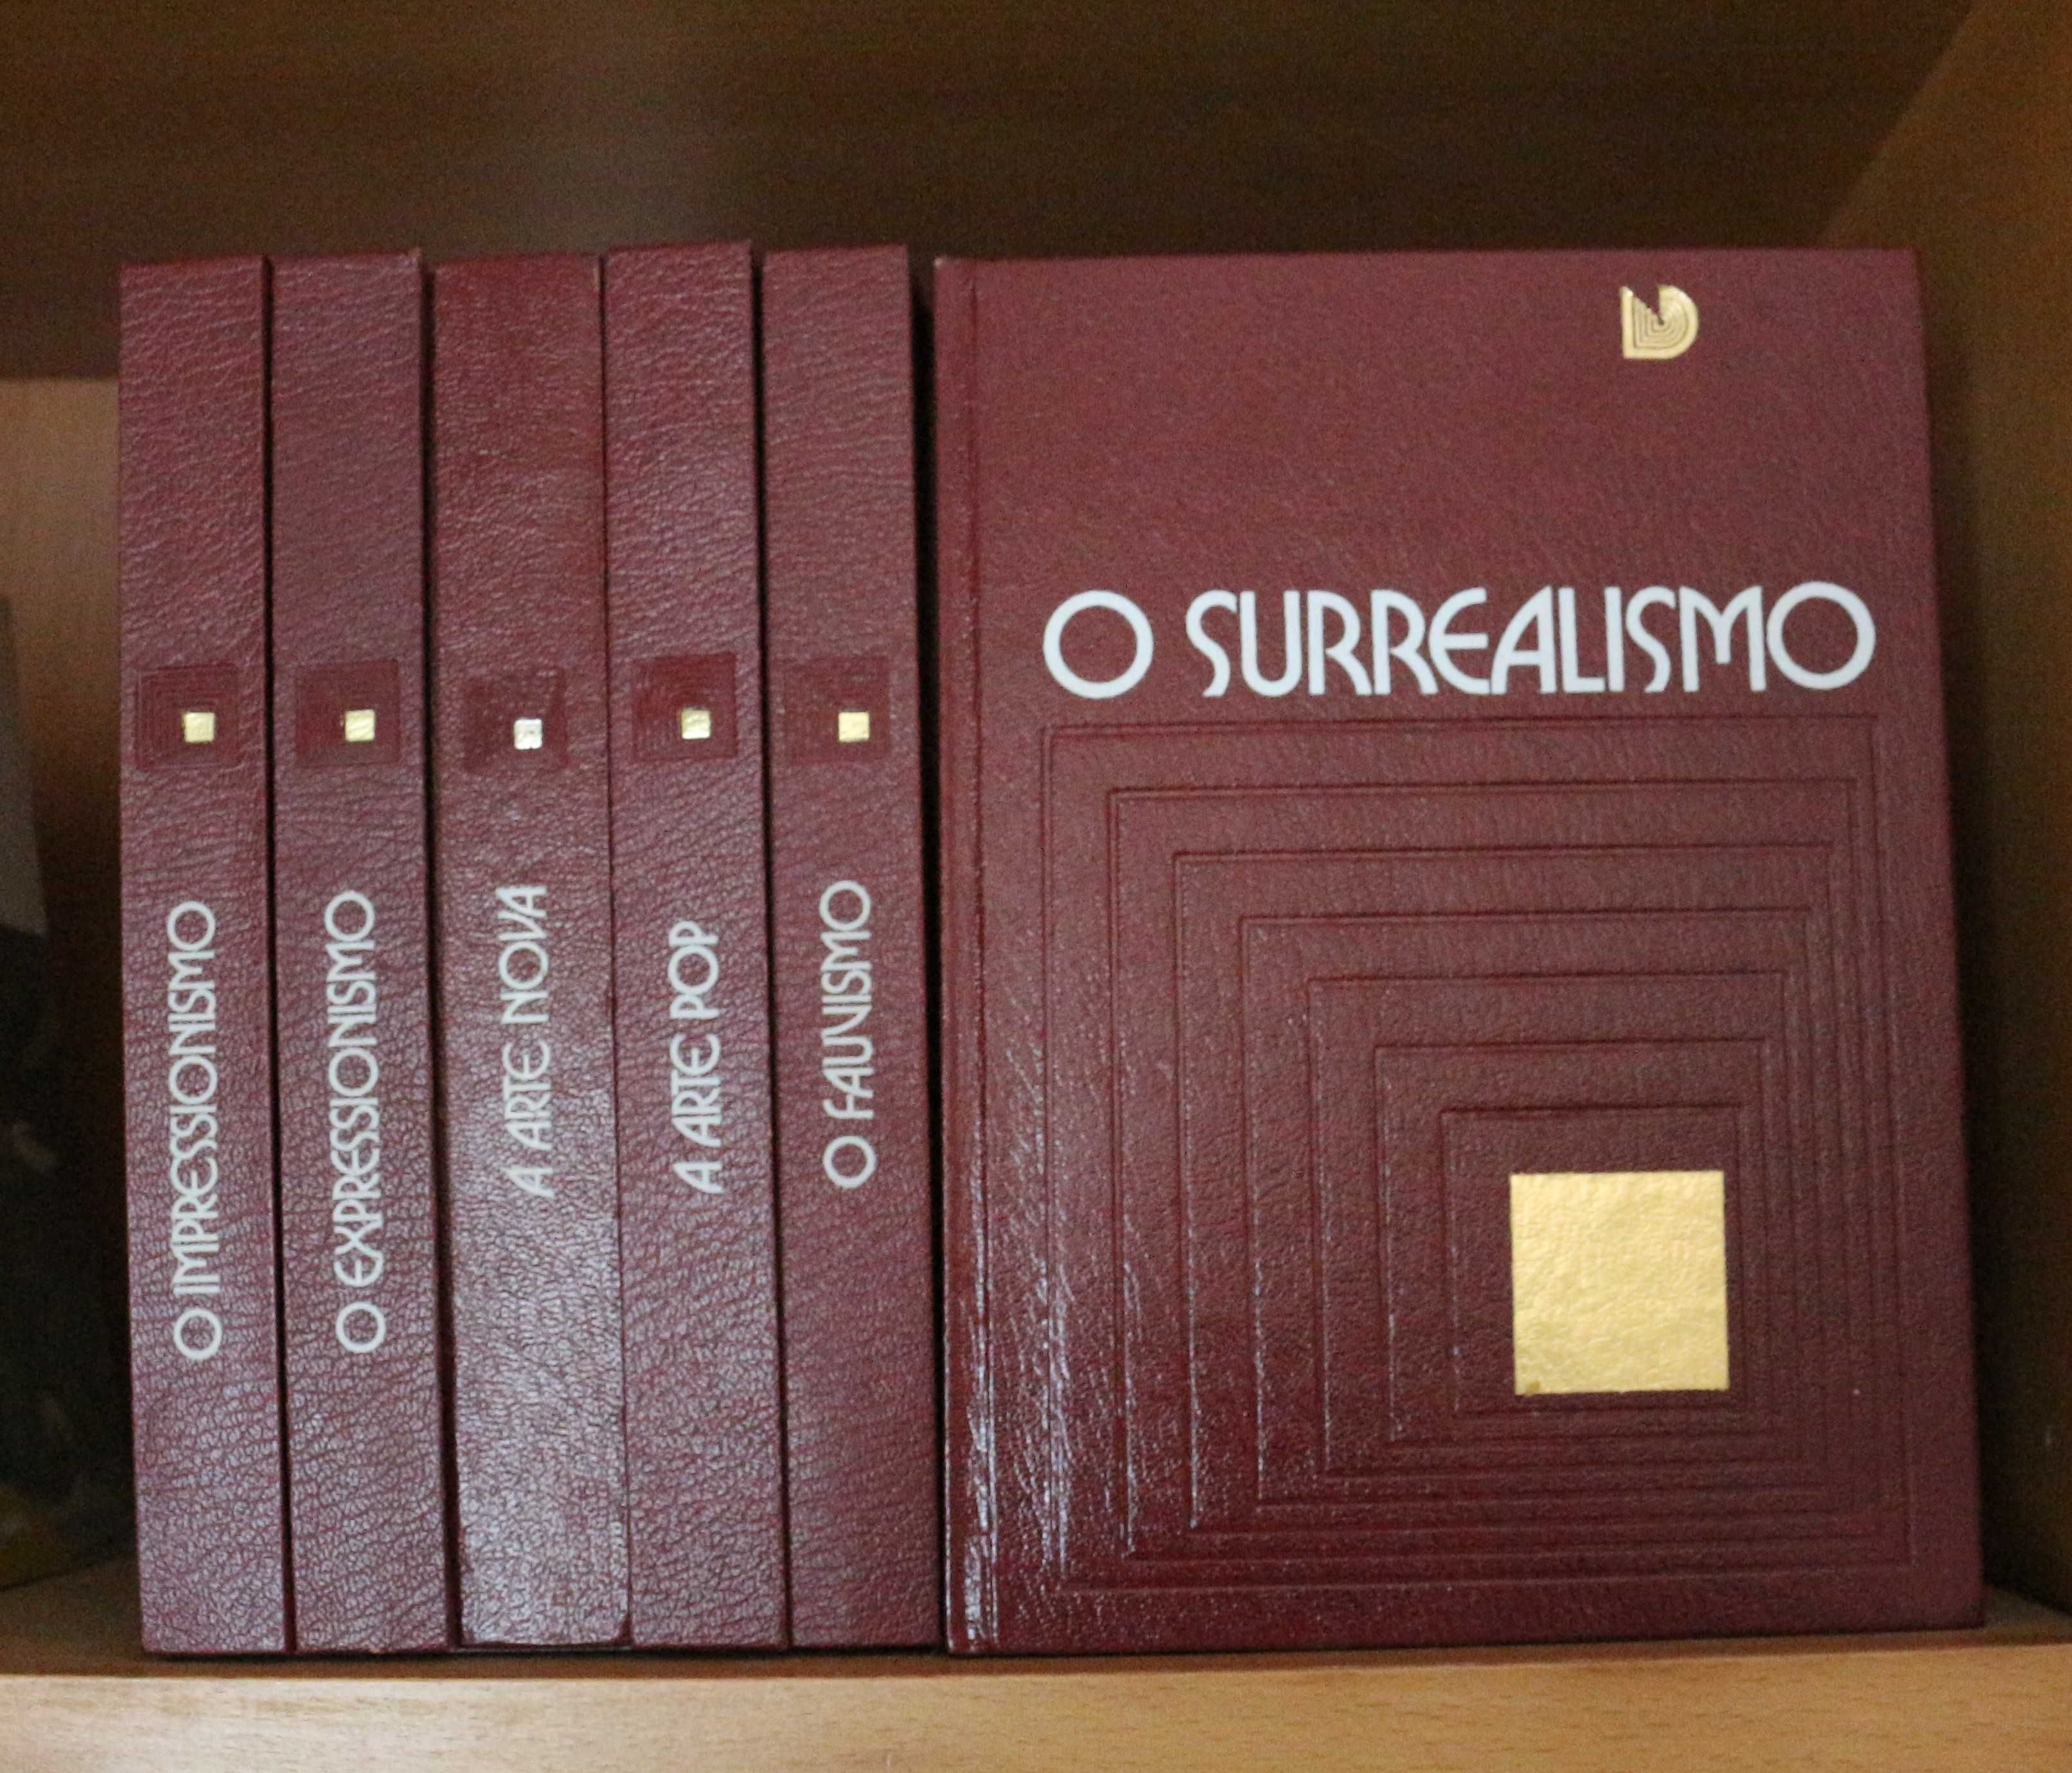 O IMPRESSIONISMO
O EXPRESSIONISMO
A ARTE NOVA
A ARTE POP
O FAUVISMO
O SURREALISMO